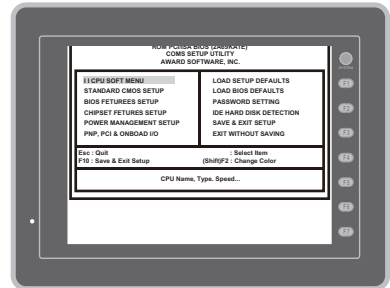 ROM PCI/ISA BIOS (2A69KATE)
COMS SETUP UTILITY
AWARD SOFTWARE, INC.
! ! CPU SOFT MENU
STANDARD CMOS SETUP
BIOS FETUREES SETUP
CHIPSET FETURES SETUP
POWER MANAGEMENT SETUP
PNP, PCI & ONBOAD I/O
LOAD SETUP DEFAULTS
LOAD BIOS DEFAULTS
PASSWORD SETTING
IDE HARD DISK DETECTION
SAVE & EXIT SETUP
EXIT WITHOUT SAVING
Esc : Quit
: Select Item
F10 : Save & Exit Setup
(Shift)F2 : Change Color
CPU Name, Type. Speed...
SYSTEM
F1
F2
F3
F4
F5
F6
F7